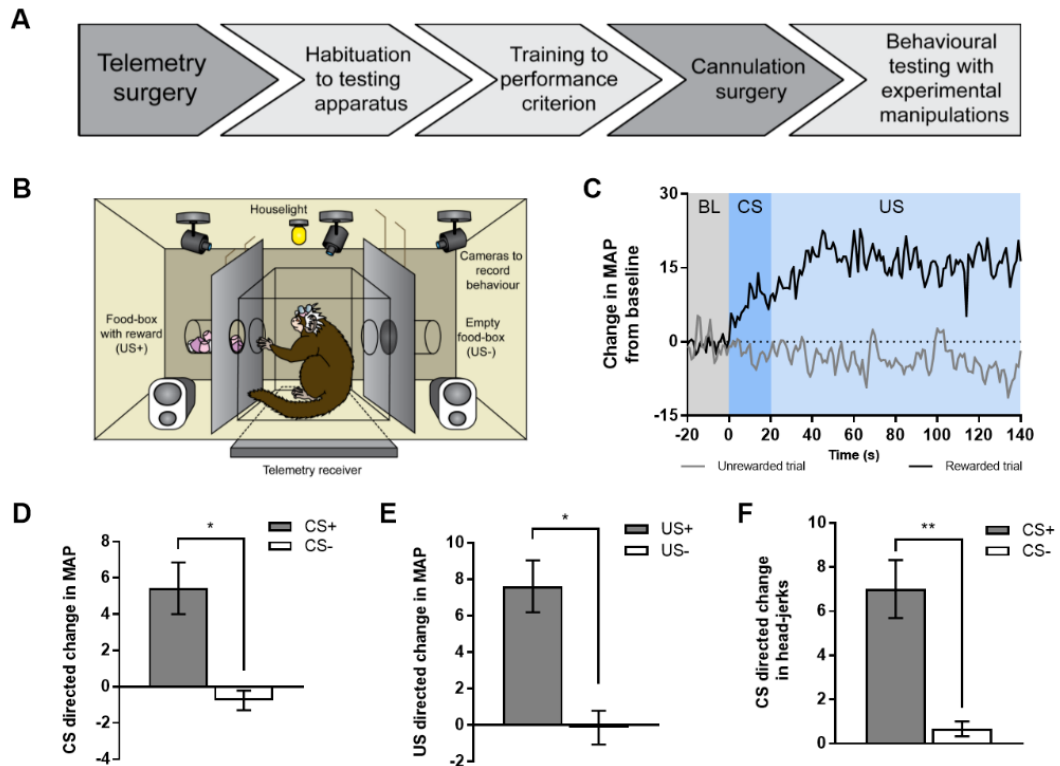 A
Telemetry
surgery
Habituation
to testing
apparatus
Training to
performance
criterion
Cannulation
surgery
Behavioural
testing with
experimental
manipulations
B
Houselight
Cameras to
record
behaviour
Food-box
with reward
(US+)
Empty
food-box
(US-)
Telemetry receiver
C
Change in MAP
from baseline
30
15
0
-15
BL
CS
US
-20 0 20 40 60 80 100 120 140
Time (s)
Unrewarded trial
Rewarded trial
D
CS directed change in MAP
8
6
4
2
0
-2
-4
*
CS+
CS-
E
US directed change in MAP
10
8
6
4
2
0
-2
*
US+
US-
F
CS directed change
in head-jerks
10
8
6
4
2
0
**
CS+
CS-